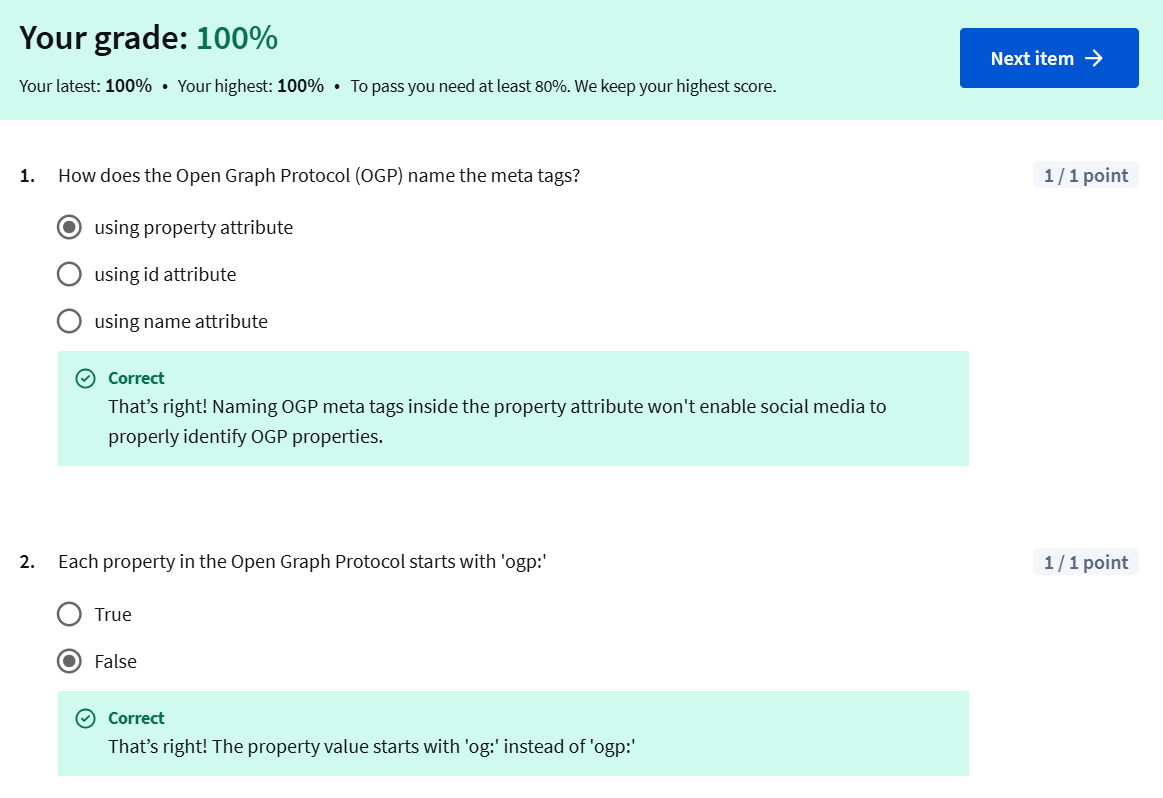 Your grade: 100%
Next item →
Your latest: 100% • Your highest: 100% • To pass you need at least 80%. We keep your highest score.
1. How does the Open Graph Protocol (OGP) name the meta tags?
1 / 1 point
using property attribute
using id attribute
using name attribute
Correct
That’s right! Naming OGP meta tags inside the property attribute won't enable social media to
properly identify OGP properties.
2. Each property in the Open Graph Protocol starts with 'ogp:'
1 / 1 point
True
False
Correct
That’s right! The property value starts with 'og:' instead of 'ogp:'